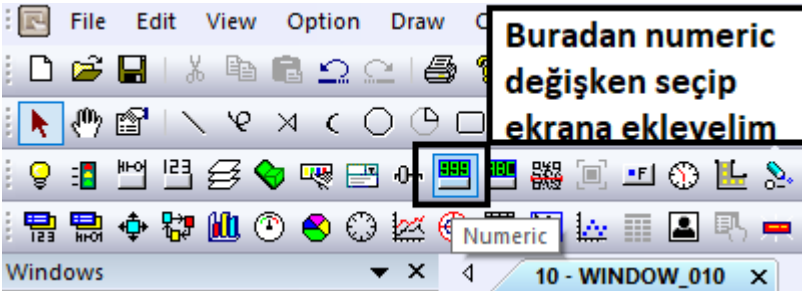 File Edit View Option Draw
Buradan numeric
değişken seçip
ekrana ekleyelim
Numeric
Windows
10 - WINDOW_010